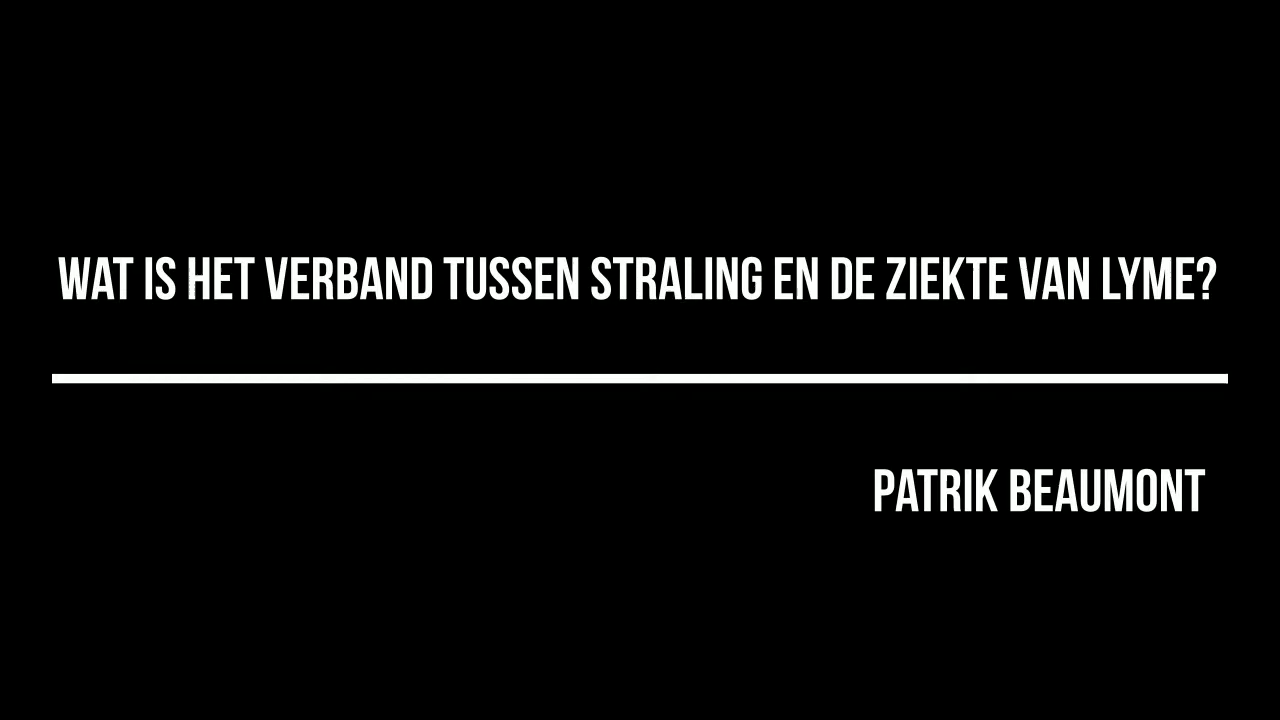 WAT IS HET VERBAND TUSSEN STRALING EN DE ZIEKTE VAN LYME?
PATRIK BEAUMONT